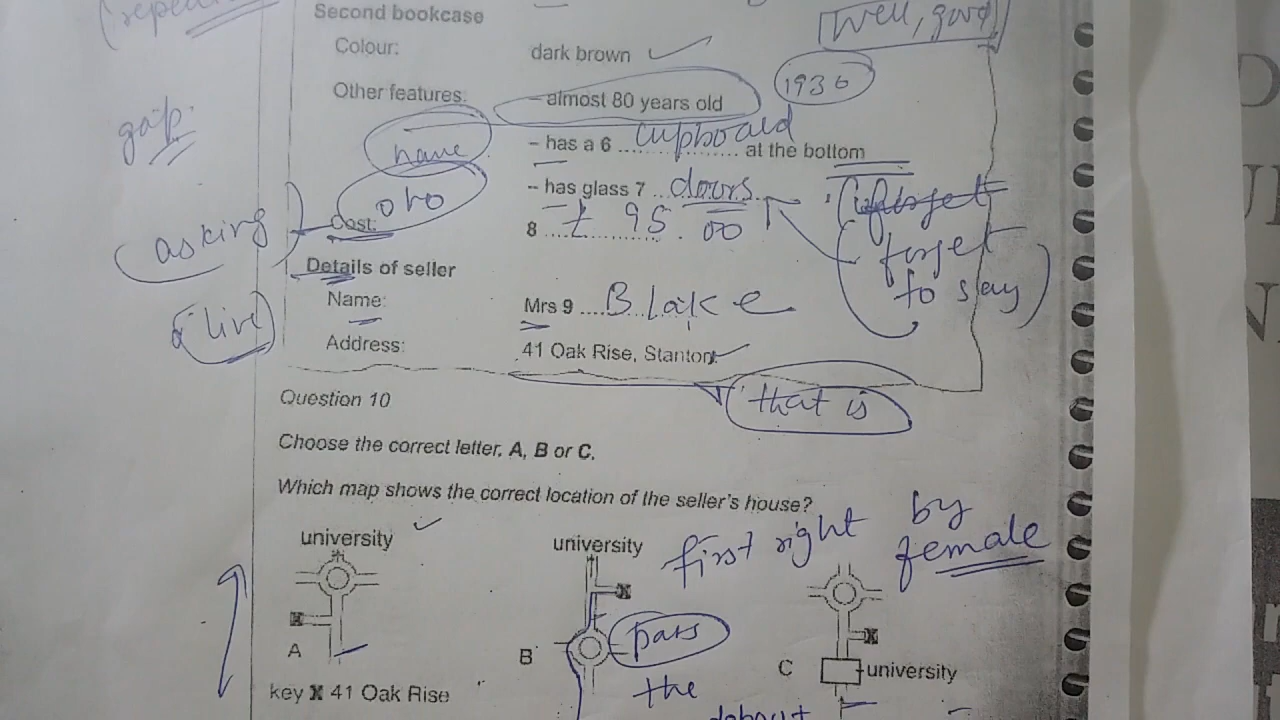 (repea
Second bookcase
Well, good
Colour: dark brown
1936
Other features: – almost 80 years old
gap
name
– has a 6 cupboard at the bottom
-- has glass 7 doors
oro
forget
to say
asking
Cost: 8 £ 95.00
Details of seller
live
Name: Mrs 9 Blake
Address: 41 Oak Rise, Stanton.
that is
Question 10
Choose the correct letter, A, B or C.
Which map shows the correct location of the seller's house?
university university first right by
female
pass
A B C university
key X 41 Oak Rise
the